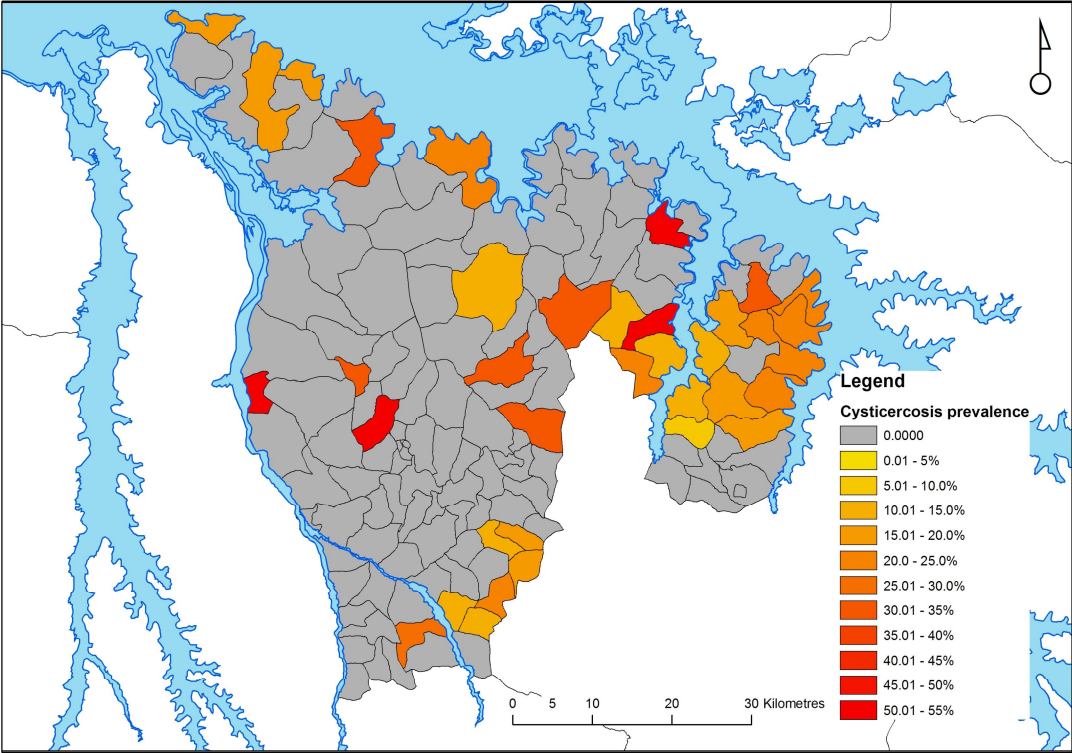 Legend
Cysticercosis prevalence
0.0000
0.01 - 5%
5.01 - 10.0%
10.01 - 15.0%
15.01 - 20.0%
20.0 - 25.0%
25.01 - 30.0%
30.01 - 35%
35.01 - 40%
40.01 - 45%
45.01 - 50%
50.01 - 55%
0 5 10 20 30 Kilometres